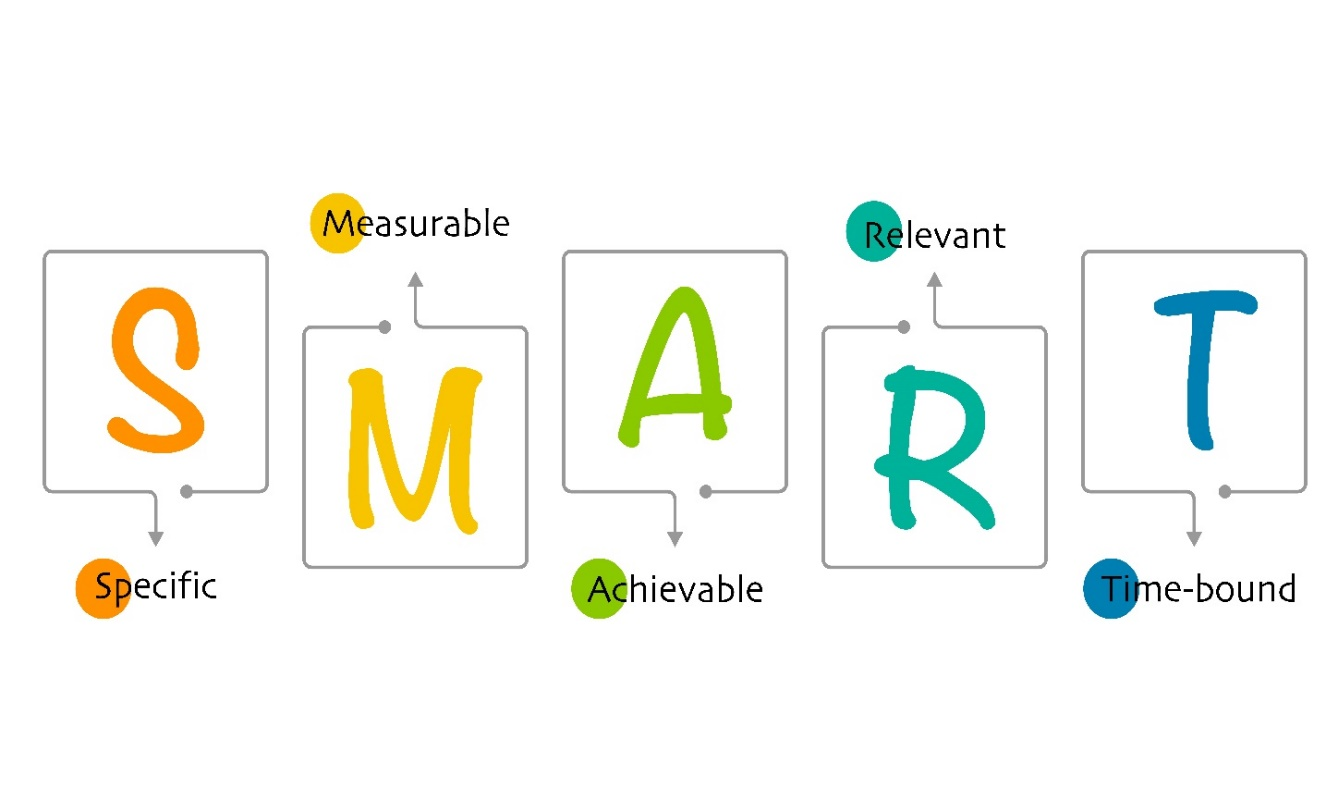 Measurable
Relevant
S
M
A
R
T
Specific
Achievable
Time-bound